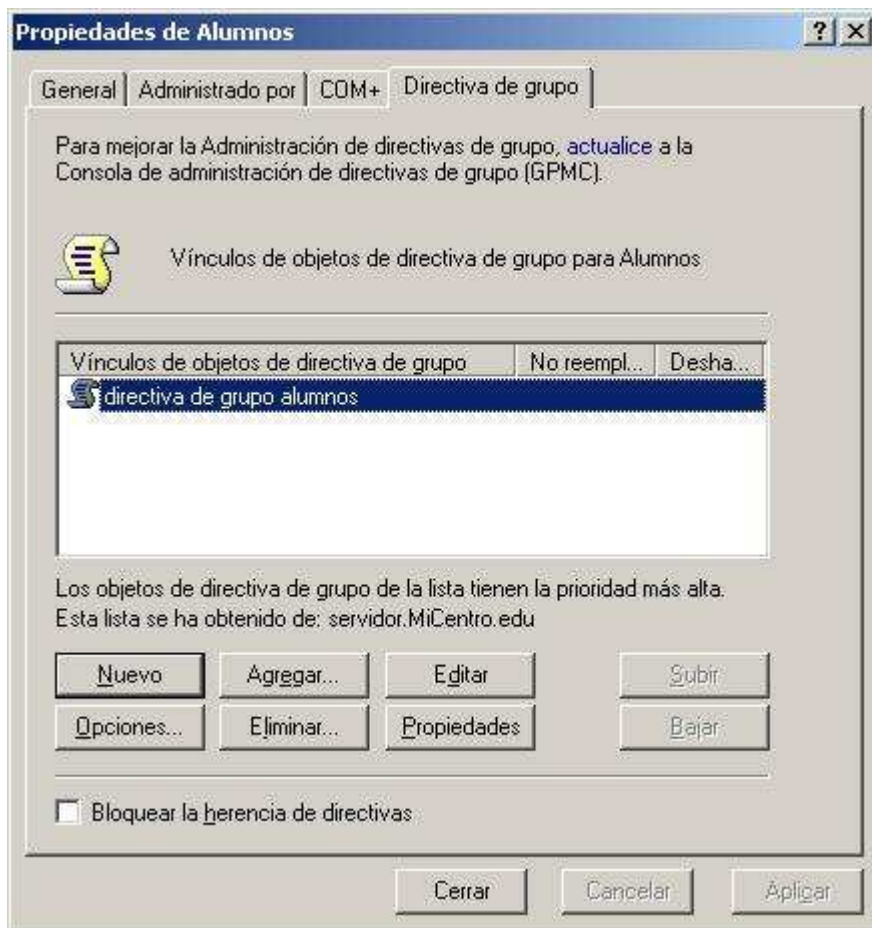 Propiedades de Alumnos
General Administrado por COM+ Directiva de grupo
Para mejorar la Administración de directivas de grupo, actualice a la
Consola de administración de directivas de grupo (GPMC).
Vínculos de objetos de directiva de grupo para Alumnos
Vínculos de objetos de directiva de grupo No reempl... Desha...
directiva de grupo alumnos
Los objetos de directiva de grupo de la lista tienen la prioridad más alta.
Esta lista se ha obtenido de: servidor.MiCentro.edu
Nuevo Agregar... Editar Subir
Opciones... Eliminar... Propiedades Bajar
Bloquear la herencia de directivas
Cerrar Cancelar Aplicar